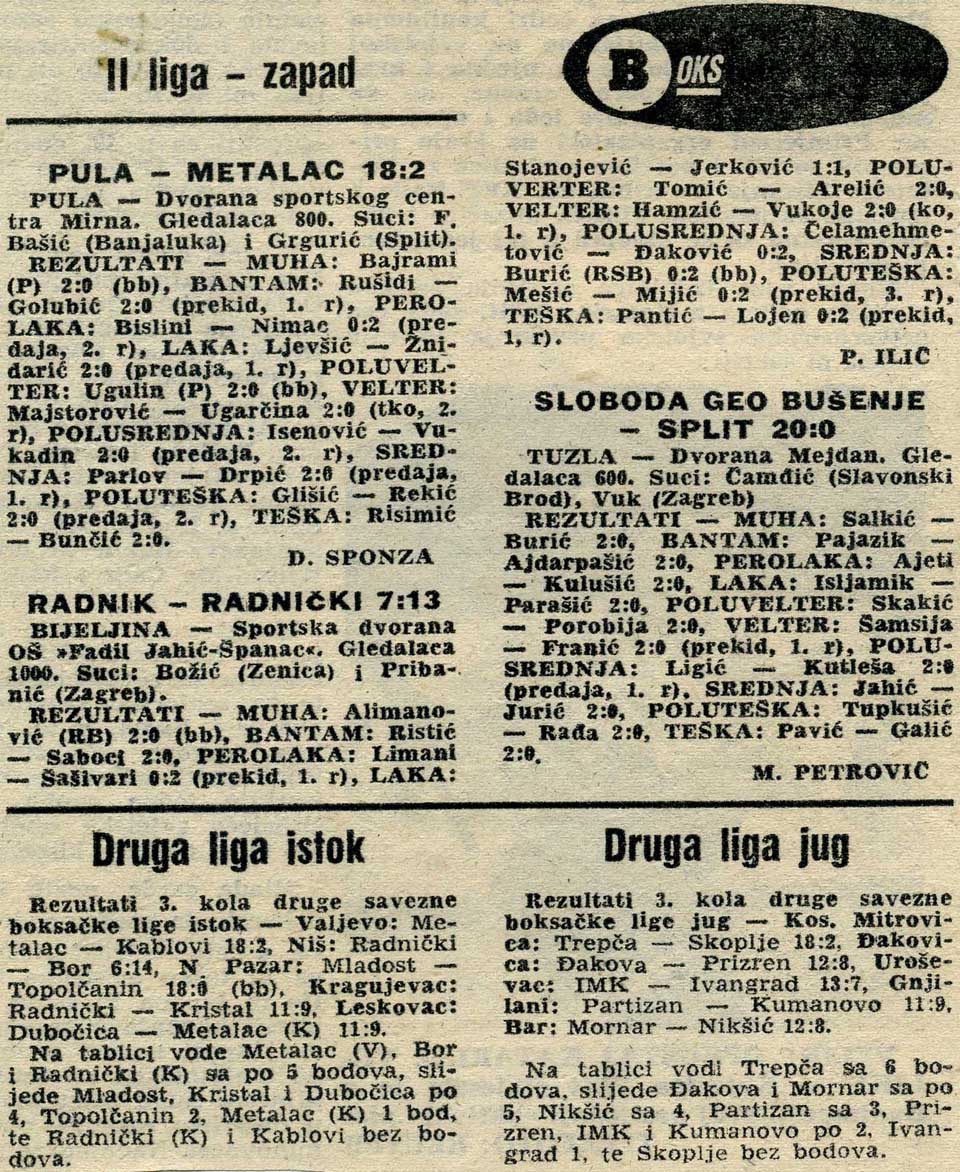 II liga - zapad
BOKS
PULA - METALAC 18:2
PULA — Dvorana sportskog cen-
tra Mirna. Gledalaca 800. Suci: F.
Bašić (Banjaluka) i Grgurić (Split).
REZULTATI — MUHA: Bajrami
(P) 2:0 (bb), BANTAM: Rušidi —
Golubić 2:0 (prekid, 1. r), PERO-
LAKA: Bislini — Nimac 0:2 (pre-
daja, 2. r), LAKA: Ljevšić — Žni-
darić 2:0 (predaja, 1. r), POLUVEL-
TER: Ugulin (P) 2:0 (bb), VELTER:
Majstorović — Ugarčina 2:0 (tko, 2.
r), POLUSREDNJA: Isenović — Vu-
kadin 2:0 (predaja, 2. r), SRED-
NJA: Parlov — Drpić 2:0 (predaja,
1. r), POLUTEŠKA: Glišić — Rekić
2:0 (predaja, 2. r), TEŠKA: Risimić
— Bunčić 2:0.
D. SPONZA
RADNIK - RADNIČKI 7:13
BIJELJINA — Sportska dvorana
OŠ »Fadil Jahić-Španac«. Gledalaca
1000. Suci: Božić (Zenica) i Priba-
nić (Zagreb).
REZULTATI — MUHA: Alimano-
vić (RB) 2:0 (bb), BANTAM: Ristić
— Saboci 2:0, PEROLAKA: Limani
— Šašivari 0:2 (prekid, 1. r), LAKA:
Stanojević — Jerković 1:1, POLU-
VERTER: Tomić — Arelić 2:0,
VELTER: Hamzić — Vukoje 2:0 (ko,
1. r), POLUSREDNJA: Čelamehme-
tović — Đaković 0:2, SREDNJA:
Burić (RSB) 0:2 (bb), POLUTEŠKA:
Mešić — Mijić 0:2 (prekid, 3. r),
TEŠKA: Pantić — Lojen 0:2 (prekid,
1, r).
P. ILIĆ
SLOBODA GEO BUŠENJE
- SPLIT 20:0
TUZLA — Dvorana Mejdan. Gle-
dalaca 600. Suci: Čamdić (Slavonski
Brod), Vuk (Zagreb)
REZULTATI — MUHA: Salkić —
Burić 2:0, BANTAM: Pajazik —
Ajdarpašić 2:0, PEROLAKA: Ajeti
— Kulušić 2:0, LAKA: Isljamik —
Parašić 2:0, POLUVELTER: Skakić
— Porobija 2:0, VELTER: Šamsija
— Franić 2:0 (prekid, 1. r), POLU-
SREDNJA: Ligić — Kutleša 2:0
(predaja, 1. r), SREDNJA: Jahić —
Jurić 2:0, POLUTEŠKA: Tupkušić
— Rađa 2:0, TEŠKA: Pavić — Galić
2:0.
M. PETROVIĆ
Druga liga istok
Rezultati 3. kola druge savezne
boksačke lige istok — Valjevo: Me-
talac — Kablovi 18:2, Niš: Radnički
— Bor 6:14, N. Pazar: Mladost —
Topolčanin 18:0 (bb), Kragujevac:
Radnički — Kristal 11:9, Leskovac:
Dubočica — Metalac (K) 11:9.
Na tablici vode Metalac (V), Bor
i Radnički (K) sa po 5 bodova, sli-
jede Mladost, Kristal i Dubočica po
4, Topolčanin 2, Metalac (K) 1 bod,
te Radnički (K) i Kablovi bez bo-
dova.
Druga liga jug
Rezultati 3. kola druge savezne
boksačke lige jug — Kos. Mitrovi-
ca: Trepča — Skoplje 18:2, Đakovi-
ca: Đakova — Prizren 12:8, Uroše-
vac: IMK — Ivangrad 13:7, Gnji-
lani: Partizan — Kumanovo 11:9,
Bar: Mornar — Nikšić 12:8.
Na tablici vodi Trepča sa 6 bo-
dova, slijede Đakova i Mornar sa po
5, Nikšić sa 4, Partizan sa 3, Pri-
zren, IMK i Kumanovo po 2, Ivan-
grad 1, te Skoplje bez bodova.